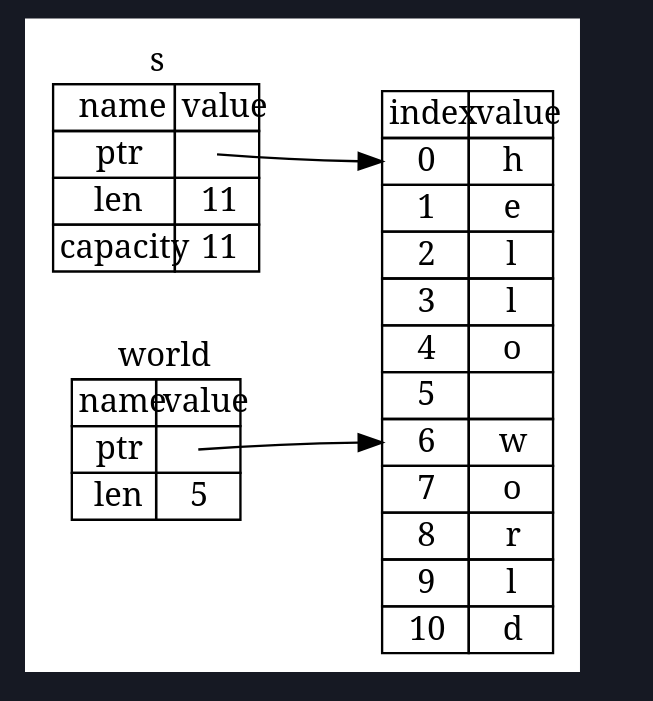 s
name value
ptr
len 11
capacity 11
world
name value
ptr
len 5
index value
0 h
1 e
2 l
3 l
4 o
5
6 w
7 o
8 r
9 l
10 d